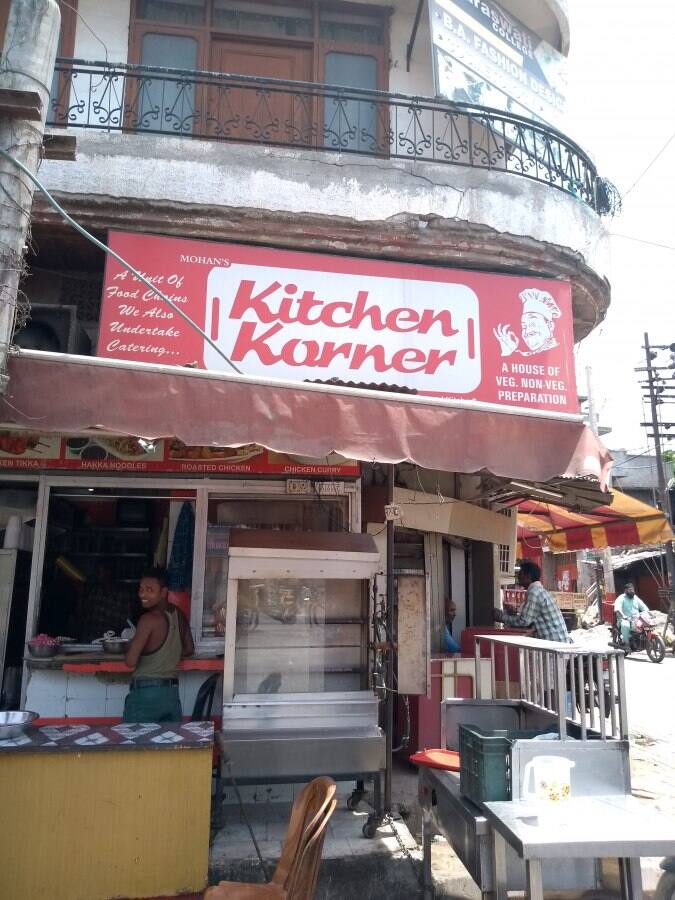 COLLEGE
B.A. FASHION DESIG
MOHAN'S
A Unit Of
Food Chains
We Also
Undertake
Catering...
Kitchen
Korner
A HOUSE OF
VEG. NON-VEG.
PREPARATION
KEN TIKKA
HAKKA NOODLES
ROASTED CHICKEN
CHICKEN CURRY